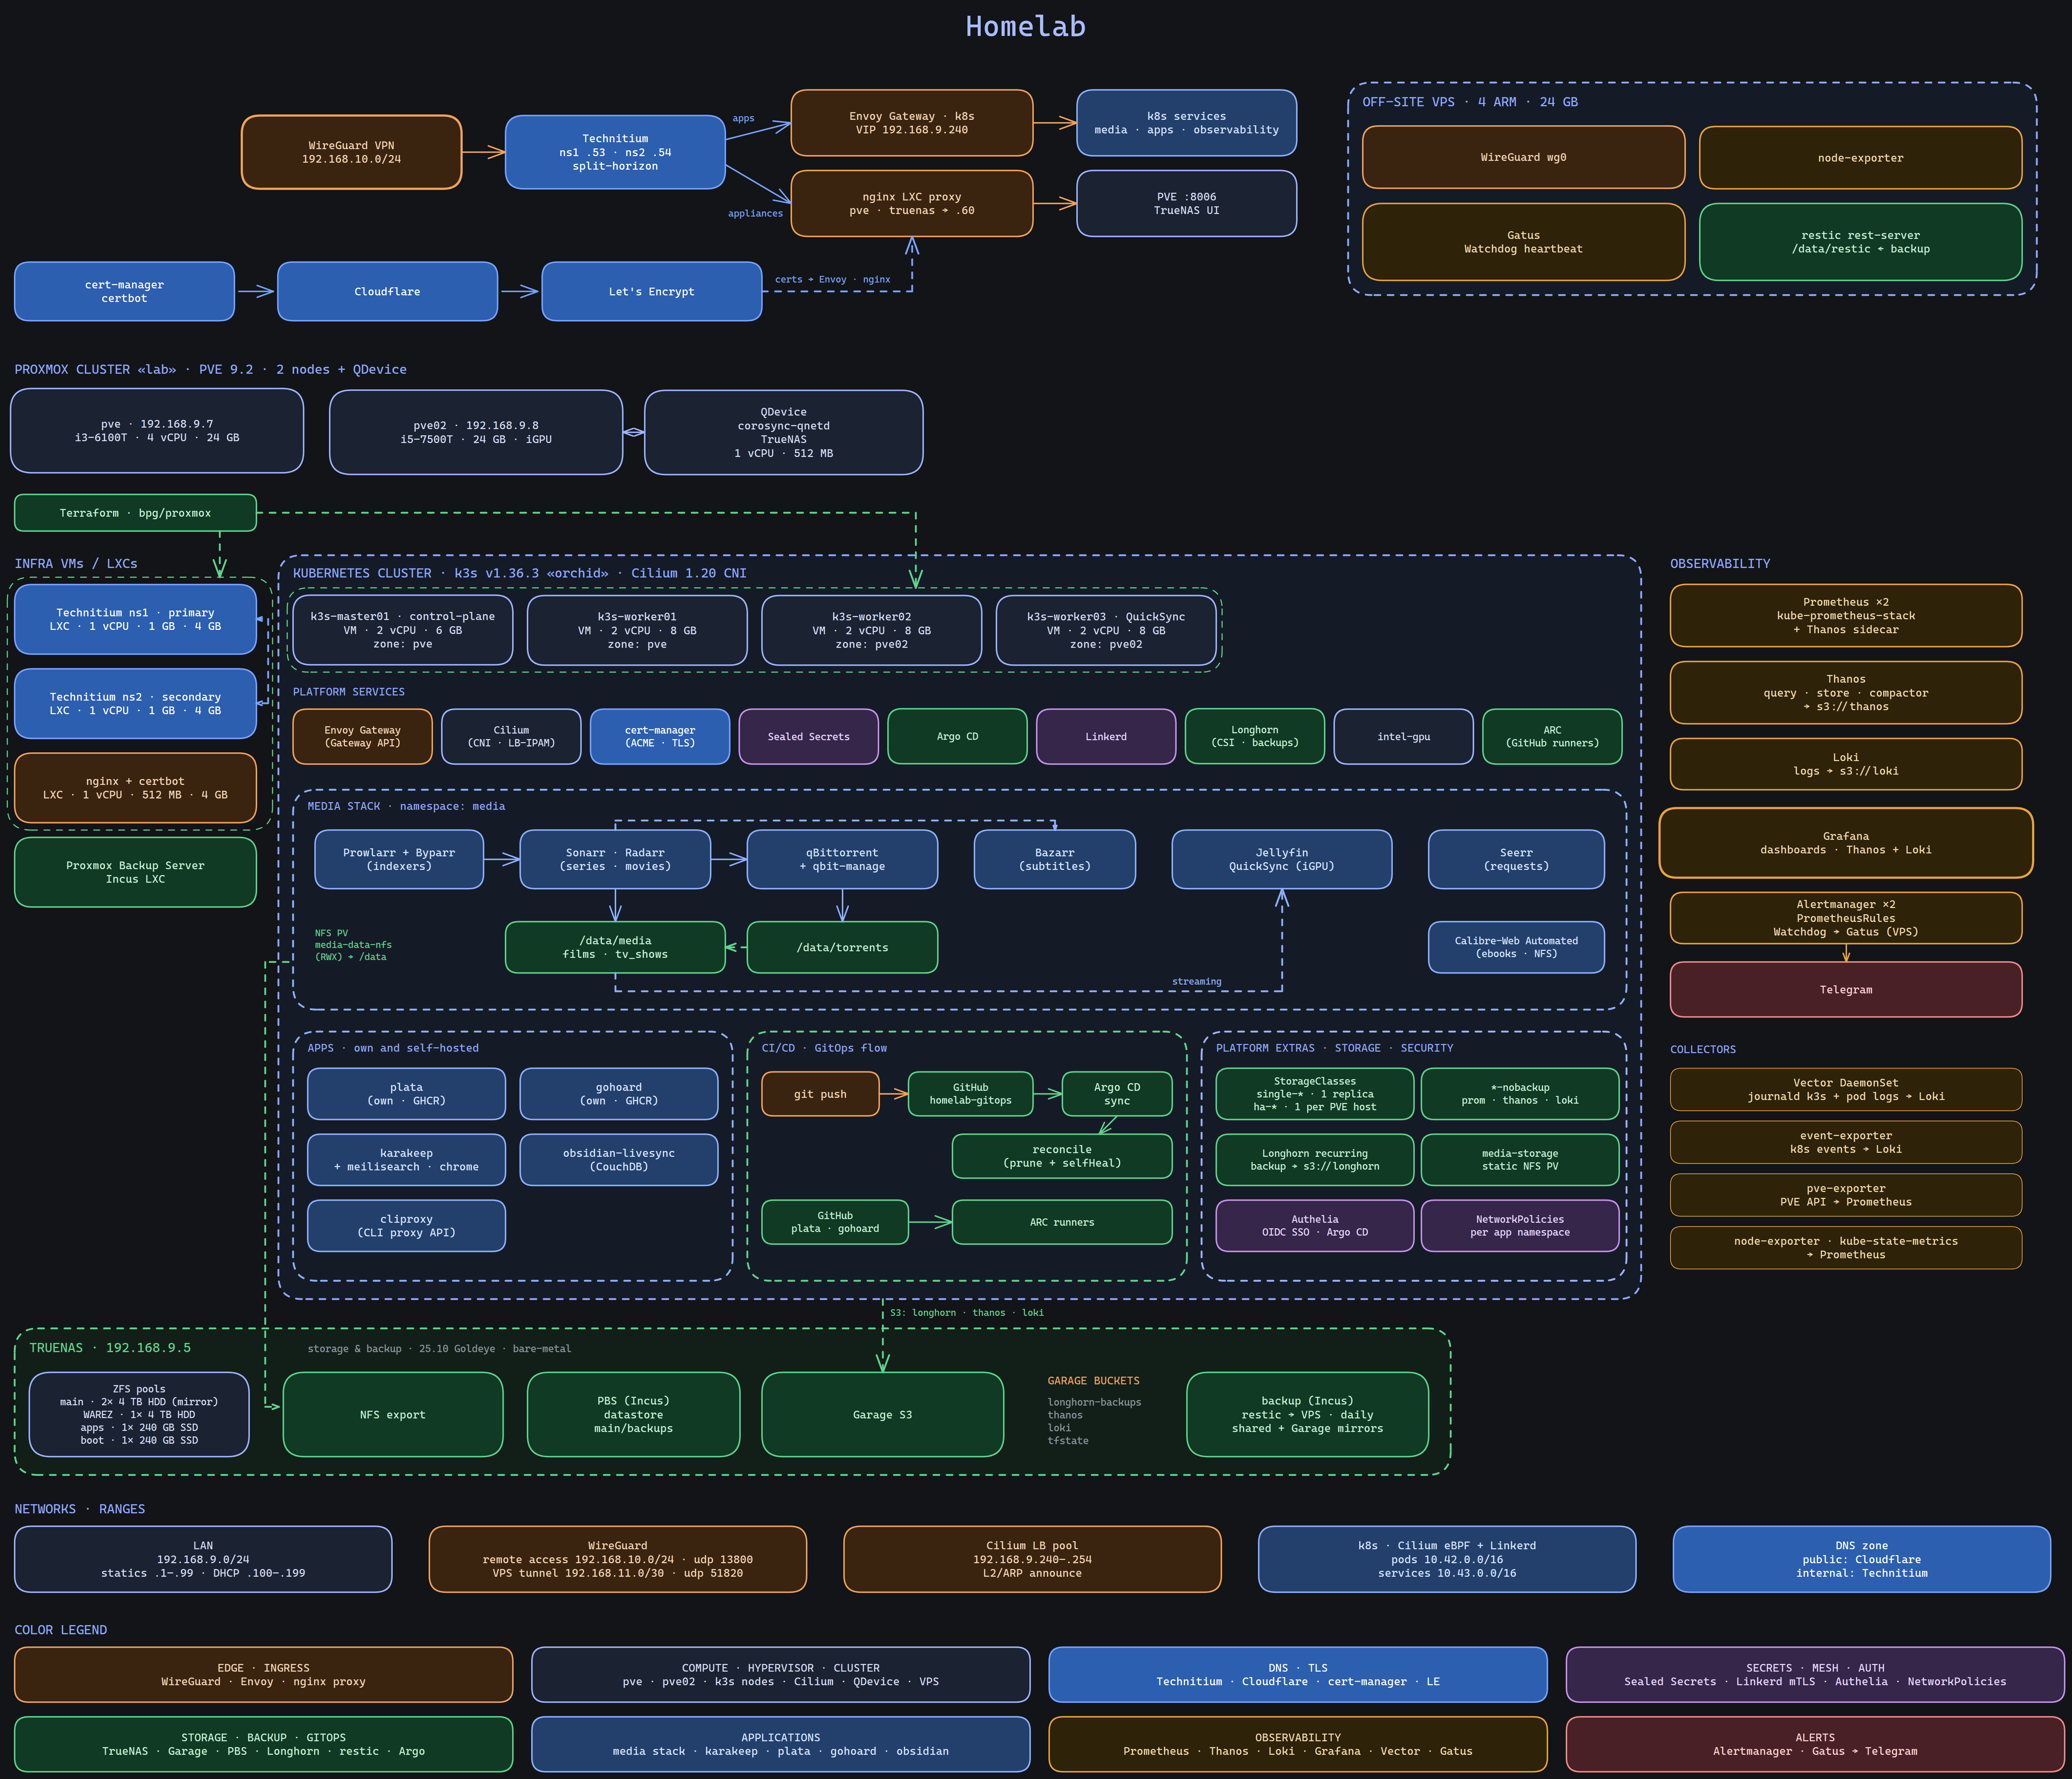 Homelab
WireGuard VPN
192.168.10.0/24
Technitium
ns1 .53 · ns2 .54
split-horizon
apps
appliances
Envoy Gateway · k8s
VIP 192.168.9.240
k8s services
media · apps · observability
nginx LXC proxy
pve · truenas → .60
PVE :8006
TrueNAS UI
OFF-SITE VPS · 4 ARM · 24 GB
WireGuard wg0
node-exporter
Gatus
Watchdog heartbeat
restic rest-server
/data/restic ← backup
cert-manager
certbot
Cloudflare
Let's Encrypt
certs → Envoy · nginx
PROXMOX CLUSTER «lab» · PVE 9.2 · 2 nodes + QDevice
pve · 192.168.9.7
i3-6100T · 4 vCPU · 24 GB
pve02 · 192.168.9.8
i5-7500T · 24 GB · iGPU
QDevice
corosync-qnetd
TrueNAS
1 vCPU · 512 MB
Terraform · bpg/proxmox
INFRA VMs / LXCs
Technitium ns1 · primary
LXC · 1 vCPU · 1 GB · 4 GB
Technitium ns2 · secondary
LXC · 1 vCPU · 1 GB · 4 GB
nginx + certbot
LXC · 1 vCPU · 512 MB · 4 GB
Proxmox Backup Server
Incus LXC
KUBERNETES CLUSTER · k3s v1.36.3 «orchid» · Cilium 1.20 CNI
k3s-master01 · control-plane
VM · 2 vCPU · 6 GB
zone: pve
k3s-worker01
VM · 2 vCPU · 8 GB
zone: pve
k3s-worker02
VM · 2 vCPU · 8 GB
zone: pve02
k3s-worker03 · QuickSync
VM · 2 vCPU · 8 GB
zone: pve02
PLATFORM SERVICES
Envoy Gateway
(Gateway API)
Cilium
(CNI · LB-IPAM)
cert-manager
(ACME · TLS)
Sealed Secrets
Argo CD
Linkerd
Longhorn
(CSI · backups)
intel-gpu
ARC
(GitHub runners)
MEDIA STACK · namespace: media
Prowlarr + Byparr
(indexers)
Sonarr · Radarr
(series · movies)
qBittorrent
+ qbit-manage
Bazarr
(subtitles)
Jellyfin
QuickSync (iGPU)
Seerr
(requests)
NFS PV
media-data-nfs
(RWX) → /data
/data/media
films · tv_shows
/data/torrents
Calibre-Web Automated
(ebooks · NFS)
streaming
APPS · own and self-hosted
plata
(own · GHCR)
gohoard
(own · GHCR)
karakeep
+ meilisearch · chrome
obsidian-livesync
(CouchDB)
cliproxy
(CLI proxy API)
CI/CD · GitOps flow
git push
GitHub
homelab-gitops
Argo CD
sync
reconcile
(prune + selfHeal)
GitHub
plata · gohoard
ARC runners
PLATFORM EXTRAS · STORAGE · SECURITY
StorageClasses
single-* · 1 replica
ha-* · 1 per PVE host
*-nobackup
prom · thanos · loki
Longhorn recurring
backup → s3://longhorn
media-storage
static NFS PV
Authelia
OIDC SSO · Argo CD
NetworkPolicies
per app namespace
OBSERVABILITY
Prometheus ×2
kube-prometheus-stack
+ Thanos sidecar
Thanos
query · store · compactor
→ s3://thanos
Loki
logs → s3://loki
Grafana
dashboards · Thanos + Loki
Alertmanager ×2
PrometheusRules
Watchdog → Gatus (VPS)
Telegram
COLLECTORS
Vector DaemonSet
journald k3s + pod logs → Loki
event-exporter
k8s events → Loki
pve-exporter
PVE API → Prometheus
node-exporter · kube-state-metrics
→ Prometheus
S3: longhorn · thanos · loki
TRUENAS · 192.168.9.5
storage & backup · 25.10 Goldeye · bare-metal
ZFS pools
main · 2× 4 TB HDD (mirror)
WAREZ · 1× 4 TB HDD
apps · 1× 240 GB SSD
boot · 1× 240 GB SSD
NFS export
PBS (Incus)
datastore
main/backups
Garage S3
GARAGE BUCKETS
longhorn-backups
thanos
loki
tfstate
backup (Incus)
restic → VPS · daily
shared + Garage mirrors
NETWORKS · RANGES
LAN
192.168.9.0/24
statics .1–.99 · DHCP .100–.199
WireGuard
remote access 192.168.10.0/24 · udp 13800
VPS tunnel 192.168.11.0/30 · udp 51820
Cilium LB pool
192.168.9.240–.254
L2/ARP announce
k8s · Cilium eBPF + Linkerd
pods 10.42.0.0/16
services 10.43.0.0/16
DNS zone
public: Cloudflare
internal: Technitium
COLOR LEGEND
EDGE · INGRESS
WireGuard · Envoy · nginx proxy
COMPUTE · HYPERVISOR · CLUSTER
pve · pve02 · k3s nodes · Cilium · QDevice · VPS
DNS · TLS
Technitium · Cloudflare · cert-manager · LE
SECRETS · MESH · AUTH
Sealed Secrets · Linkerd mTLS · Authelia · NetworkPolicies
STORAGE · BACKUP · GITOPS
TrueNAS · Garage · PBS · Longhorn · restic · Argo
APPLICATIONS
media stack · karakeep · plata · gohoard · obsidian
OBSERVABILITY
Prometheus · Thanos · Loki · Grafana · Vector · Gatus
ALERTS
Alertmanager · Gatus → Telegram